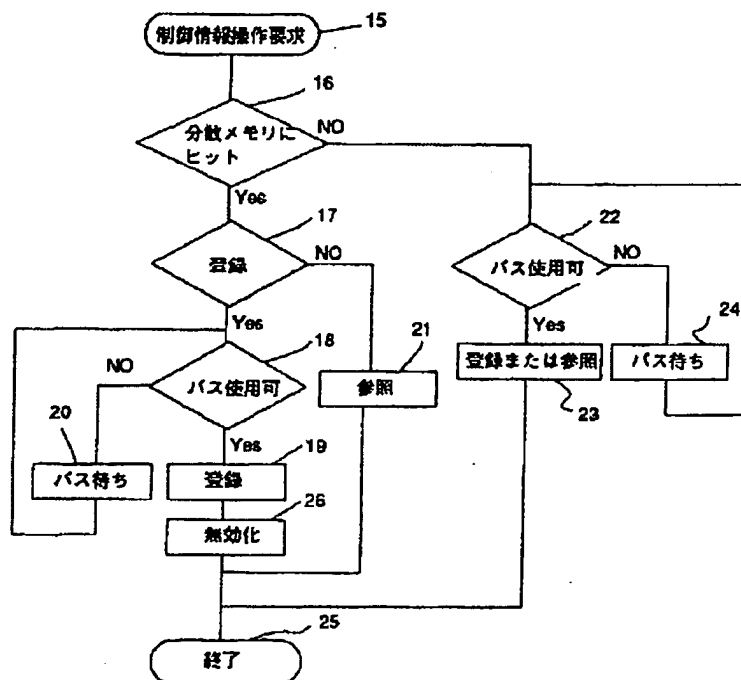 制御情報操作要求
15
16
分散メモリに
ヒット
NO
Yes
17
登録
NO
Yes
18
バス使用可
NO
20
バス待ち
Yes
19
登録
26
無効化
21
参照
22
バス使用可
NO
Yes
登録または参照
23
24
バス待ち
25
終了